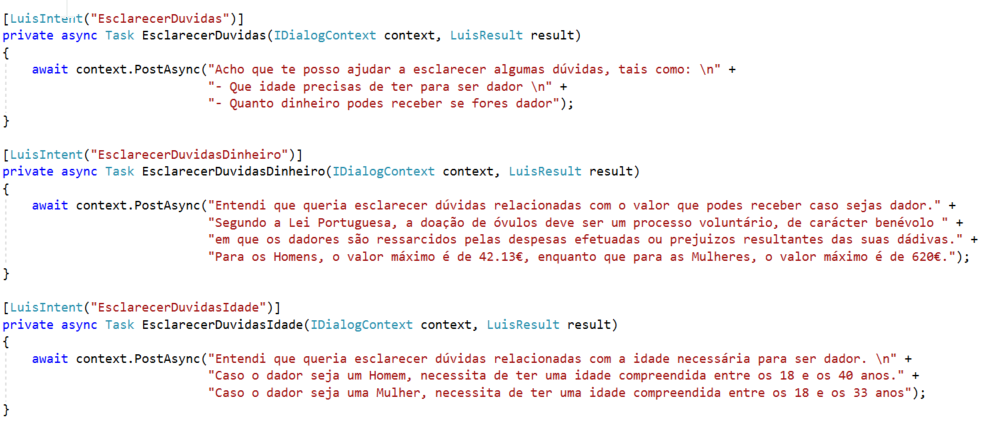 [LuisIntent("EsclarecerDuvidas")]
private async Task EsclarecerDuvidas(IDialogContext context, LuisResult result)
{
    await context.PostAsync("Acho que te posso ajudar a esclarecer algumas dúvidas, tais como: \n" +
                            "- Que idade precisas de ter para ser dador \n" +
                            "- Quanto dinheiro podes receber se fores dador");
}
[LuisIntent("EsclarecerDuvidasDinheiro")]
private async Task EsclarecerDuvidasDinheiro(IDialogContext context, LuisResult result)
{
    await context.PostAsync("Entendi que queria esclarecer dúvidas relacionadas com o valor que podes receber caso sejas dador." +
                            "Segundo a Lei Portuguesa, a doação de óvulos deve ser um processo voluntário, de carácter benévolo " +
                            "em que os dadores são ressarcidos pelas despesas efetuadas ou prejuizos resultantes das suas dádivas." +
                            "Para os Homens, o valor máximo é de 42.13€, enquanto que para as Mulheres, o valor máximo é de 620€.");
}
[LuisIntent("EsclarecerDuvidasIdade")]
private async Task EsclarecerDuvidasIdade(IDialogContext context, LuisResult result)
{
    await context.PostAsync("Entendi que queria esclarecer dúvidas relacionadas com a idade necessária para ser dador. \n" +
                            "Caso o dador seja um Homem, necessita de ter uma idade compreendida entre os 18 e os 40 anos." +
                            "Caso o dador seja uma Mulher, necessita de ter uma idade compreendida entre os 18 e os 33 anos");
}